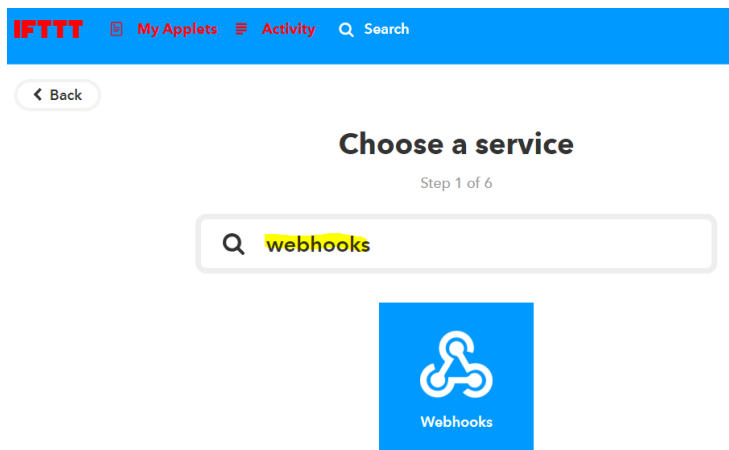 IFTTT My Applets Activity Search
Back
Choose a service
Step 1 of 6
webhooks
Webhooks